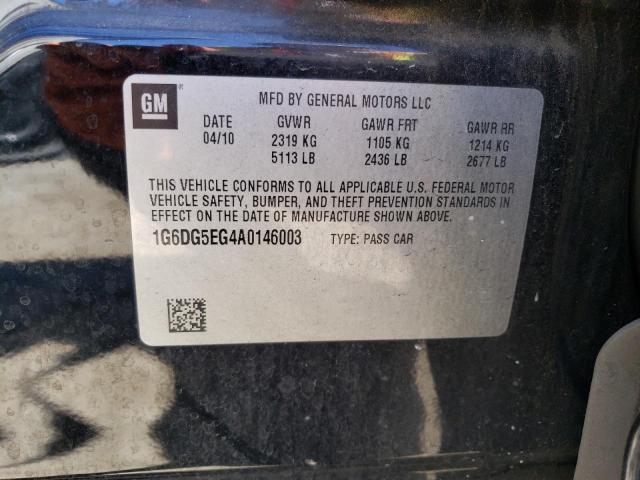 GM
MFD BY GENERAL MOTORS LLC
DATE GVWR GAWR FRT GAWR RR
04/10 2319 KG 1105 KG 1214 KG
5113 LB 2436 LB 2677 LB
THIS VEHICLE CONFORMS TO ALL APPLICABLE U.S. FEDERAL MOTOR
VEHICLE SAFETY, BUMPER, AND THEFT PREVENTION STANDARDS IN
EFFECT ON THE DATE OF MANUFACTURE SHOWN ABOVE.
1G6DG5EG4A0146003 TYPE: PASS CAR